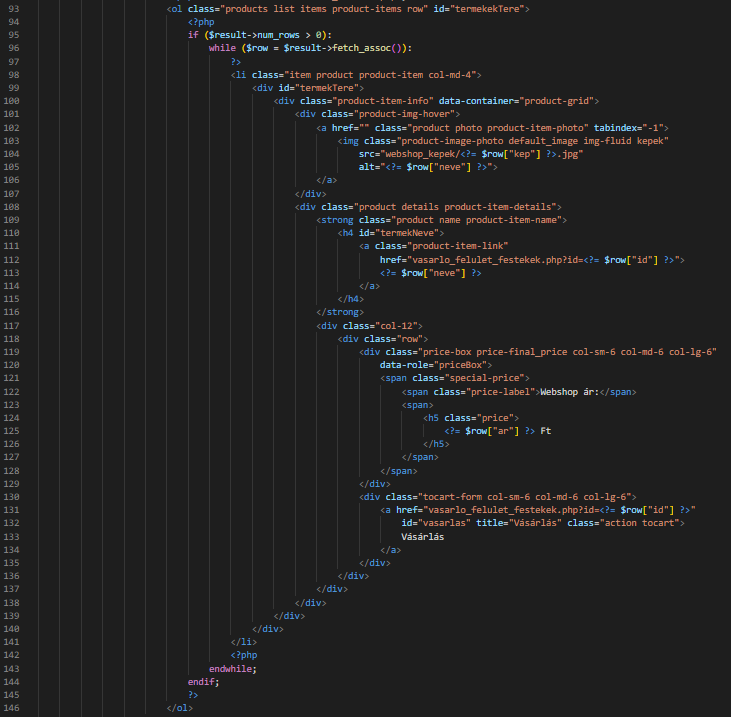 93 <ol class="products list items product-items row" id="termekekTere">
94 <?php
95 if ($result->num_rows > 0):
96 while ($row = $result->fetch_assoc()):
97 ?>
98 <li class="item product product-item col-md-4">
99 <div id="termekTere">
100 <div class="product-item-info" data-container="product-grid">
101 <div class="product-img-hover">
102 <a href="" class="product photo product-item-photo" tabindex="-1">
103 <img class="product-image-photo default_image img-fluid kepek"
104 src="webshop_kepek/<?= $row["kep"] ?>.jpg"
105 alt="<?= $row["neve"] ?>">
106 </a>
107 </div>
108 <div class="product details product-item-details">
109 <strong class="product name product-item-name">
110 <h4 id="termekNeve">
111 <a class="product-item-link"
112 href="vasarlo_felulet_festekek.php?id=<?= $row["id"] ?>">
113 <?= $row["neve"] ?>
114 </a>
115 </h4>
116 </strong>
117 <div class="col-12">
118 <div class="row">
119 <div class="price-box price-final_price col-sm-6 col-md-6 col-lg-6"
120 data-role="priceBox">
121 <span class="special-price">
122 <span class="price-label">Webshop ár:</span>
123 <span>
124 <h5 class="price">
125 <?= $row["ar"] ?> Ft
126 </h5>
127 </span>
128 </span>
129 </div>
130 <div class="tocart-form col-sm-6 col-md-6 col-lg-6">
131 <a href="vasarlo_felulet_festekek.php?id=<?= $row["id"] ?>"
132 id="vasarlas" title="Vásárlás" class="action tocart">
133 Vásárlás
134 </a>
135 </div>
136 </div>
137 </div>
138 </div>
139 </div>
140 </div>
141 </li>
142 <?php
143 endwhile;
144 endif;
145 ?>
146 </ol>